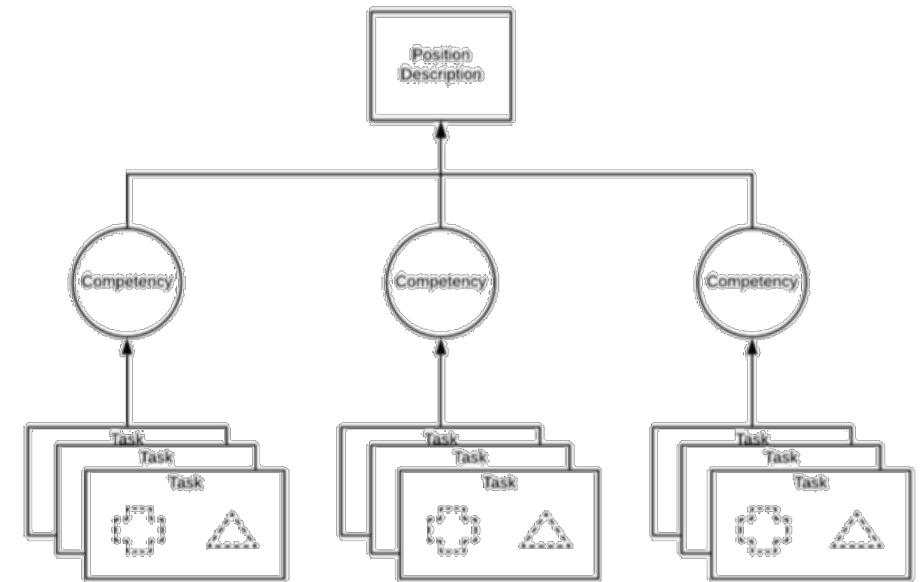 Position
Description
Competency
Competency
Competency
Task
Task
Task
Task
Task
Task
Task
Task
Task